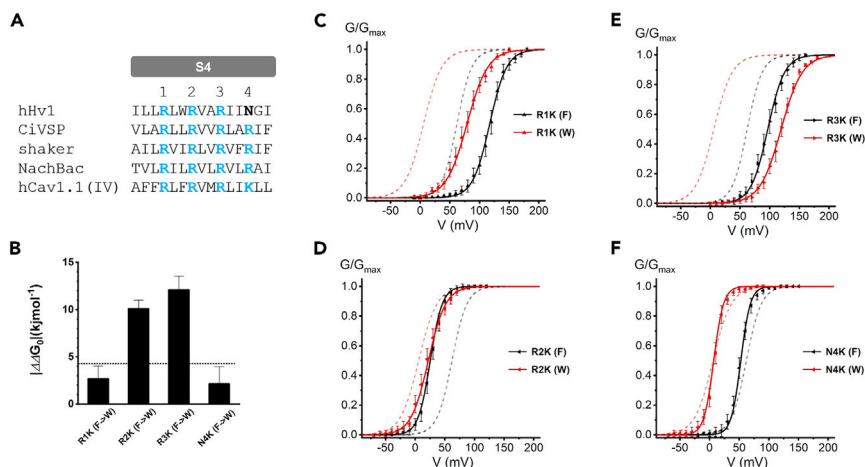 A
S4
1 2 3 4
hHv1 ILLRLWRVARIINGI
CiVSP VLARLLRVVRLARIF
shaker AILRVIRLVRVFRIF
NachBac TVLRILRVLRVLRAI
hCav1.1(IV) AFFRLFRVMRLIKLL
B
|ΔΔG0|(kjmol-1)
15
10
5
0
R1K (F->W)
R2K (F->W)
R3K (F->W)
N4K (F->W)
C
G/Gmax
1.0
0.8
0.6
0.4
0.2
0.0
R1K (F)
R1K (W)
-50 0 50 100 150 200
V (mV)
D
G/Gmax
1.0
0.8
0.6
0.4
0.2
0.0
R2K (F)
R2K (W)
-50 0 50 100 150 200
V (mV)
E
G/Gmax
1.0
0.8
0.6
0.4
0.2
0.0
R3K (F)
R3K (W)
-50 0 50 100 150 200
V (mV)
F
G/Gmax
1.0
0.8
0.6
0.4
0.2
0.0
N4K (F)
N4K (W)
-50 0 50 100 150 200
V (mV)